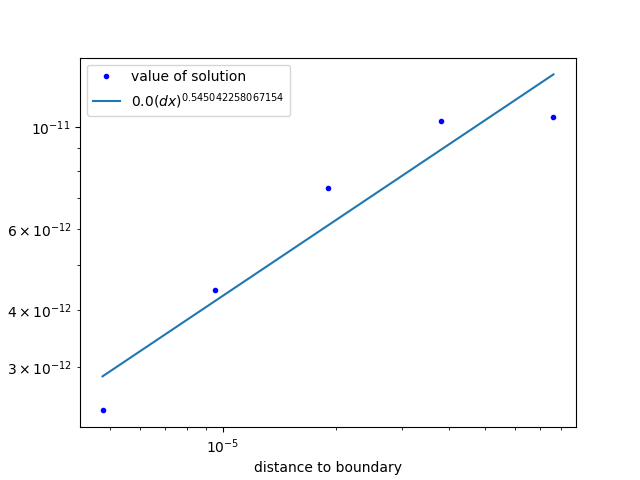 value of solution
0.0(dx)^0.545042258067154
10^−11
6 × 10^−12
4 × 10^−12
3 × 10^−12
10^−5
distance to boundary